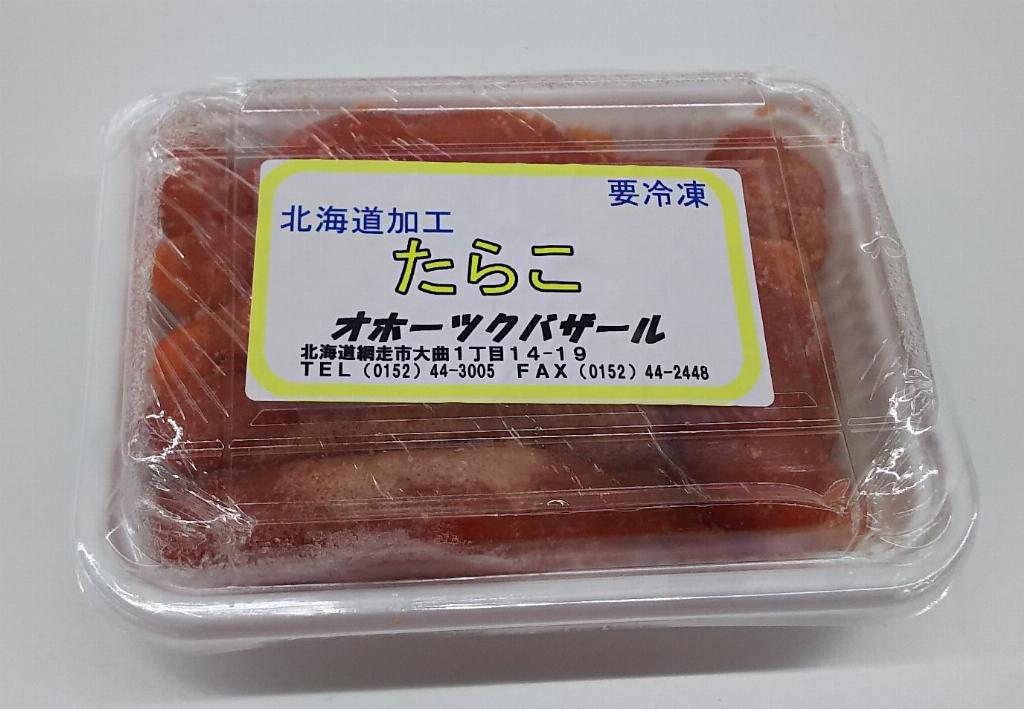 要冷凍
北海道加工
たらこ
オホーツクバザール
北海道網走市大曲1丁目14-19
TEL(0152)44-3005 FAX(0152)44-2448